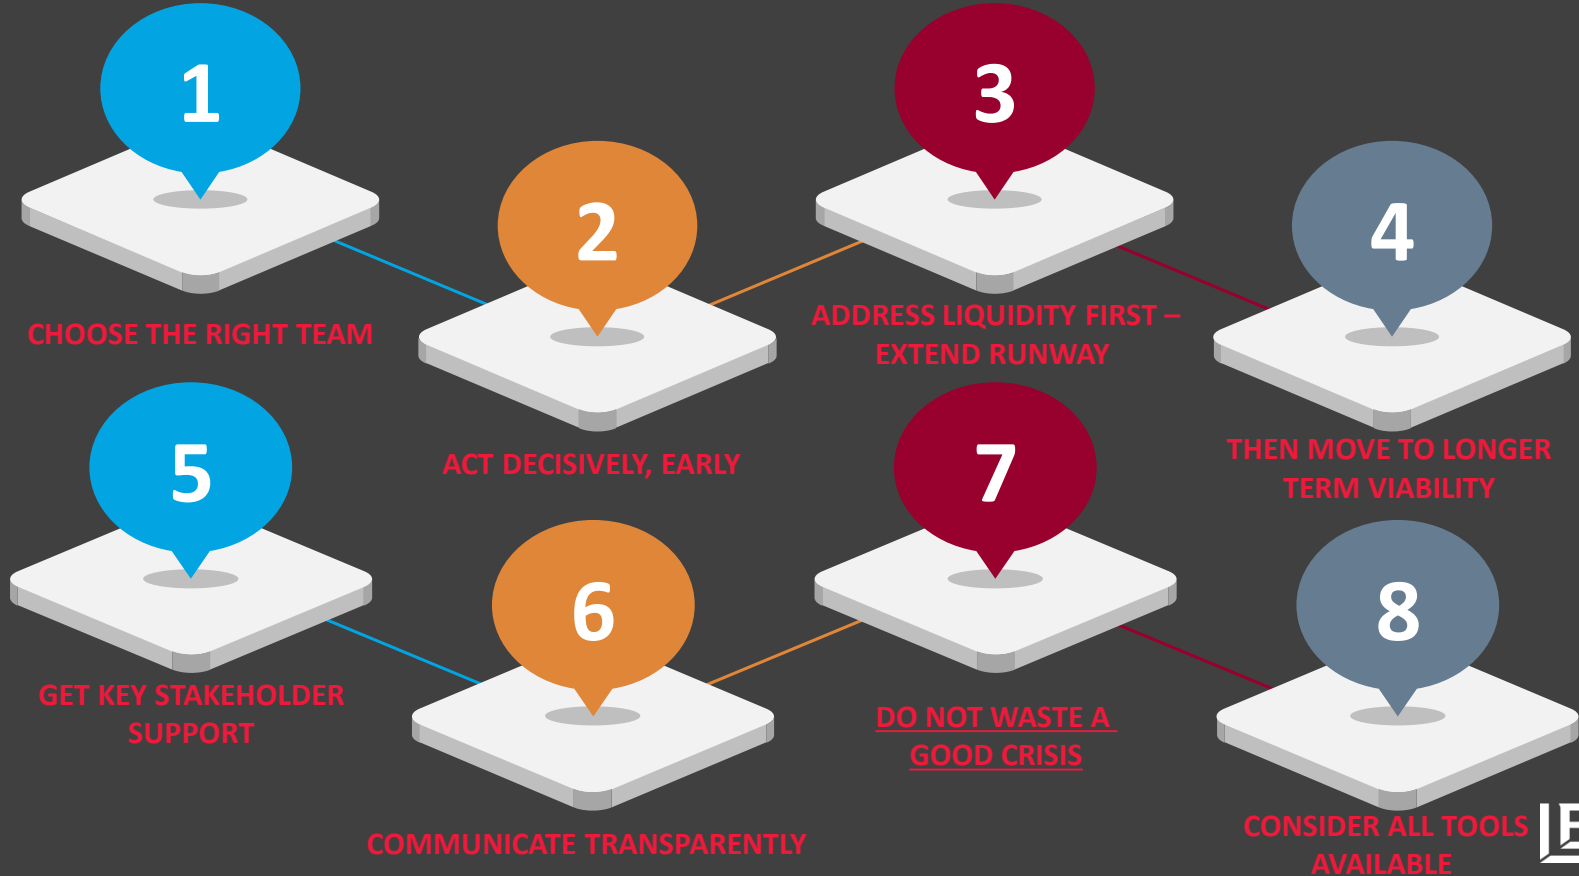 1
CHOOSE THE RIGHT TEAM
2
ACT DECISIVELY, EARLY
3
ADDRESS LIQUIDITY FIRST –
EXTEND RUNWAY
4
THEN MOVE TO LONGER
TERM VIABILITY
5
GET KEY STAKEHOLDER
SUPPORT
6
COMMUNICATE TRANSPARENTLY
7
DO NOT WASTE A
GOOD CRISIS
8
CONSIDER ALL TOOLS
AVAILABLE